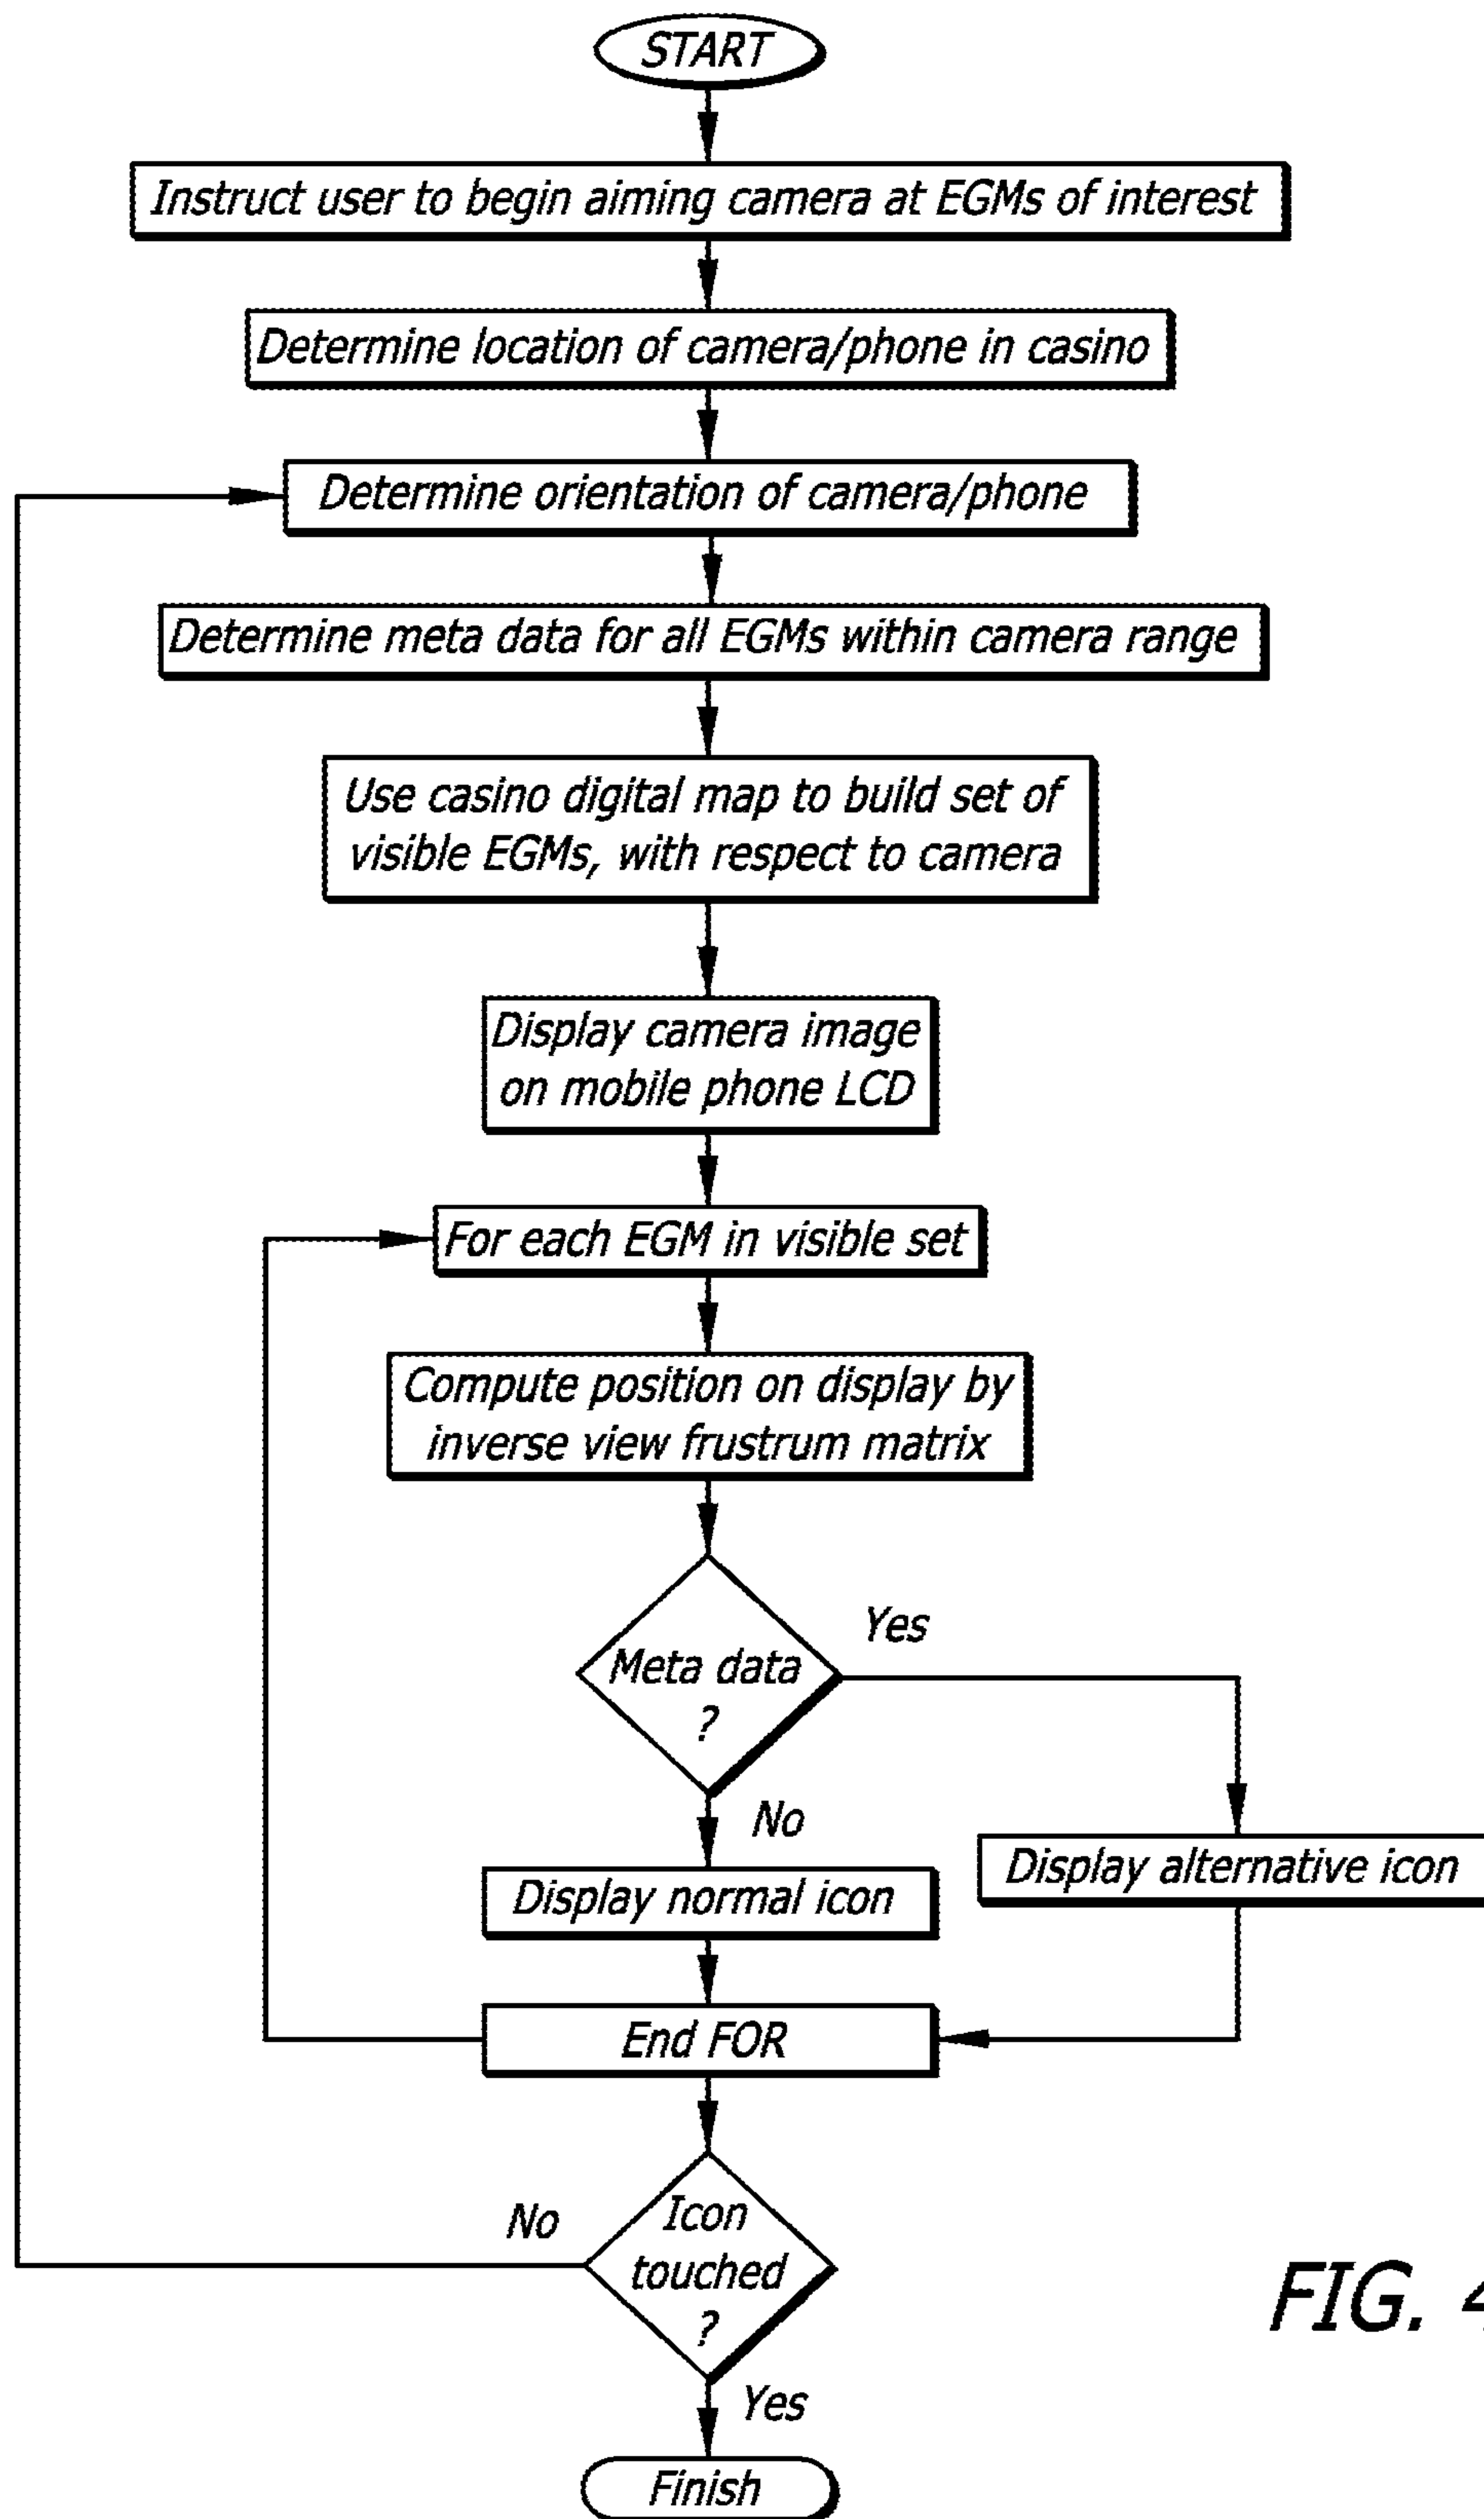 START
Instruct user to begin aiming camera at EGMs of interest
Determine location of camera/phone in casino
Determine orientation of camera/phone
Determine meta data for all EGMs within camera range
Use casino digital map to build set of
visible EGMs, with respect to camera
Display camera image
on mobile phone LCD
For each EGM in visible set
Compute position on display by
inverse view frustrum matrix
Yes
Meta data
?
No
Display alternative icon
Display normal icon
End FOR
No
Icon
touched
?
FIG. 4
Yes
Finish